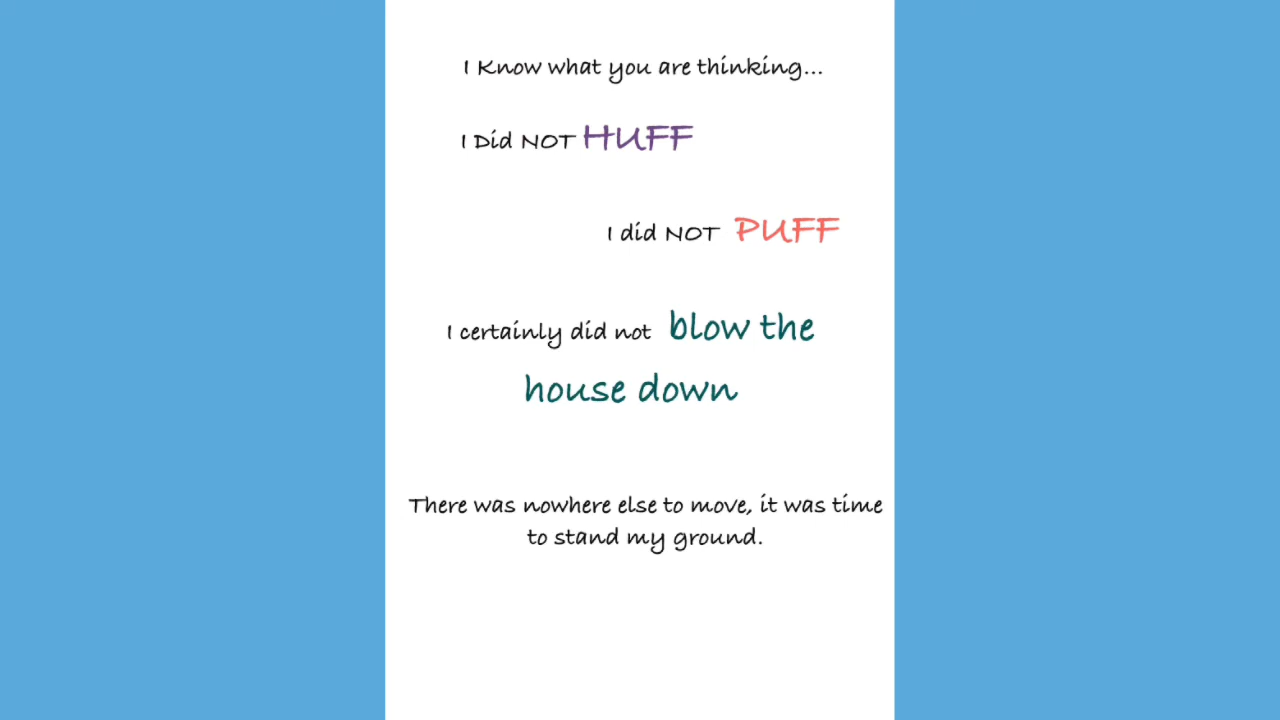 I Know what you are thinking...
I Did NOT HUFF
I did NOT PUFF
I certainly did not blow the
house down
There was nowhere else to move, it was time
to stand my ground.